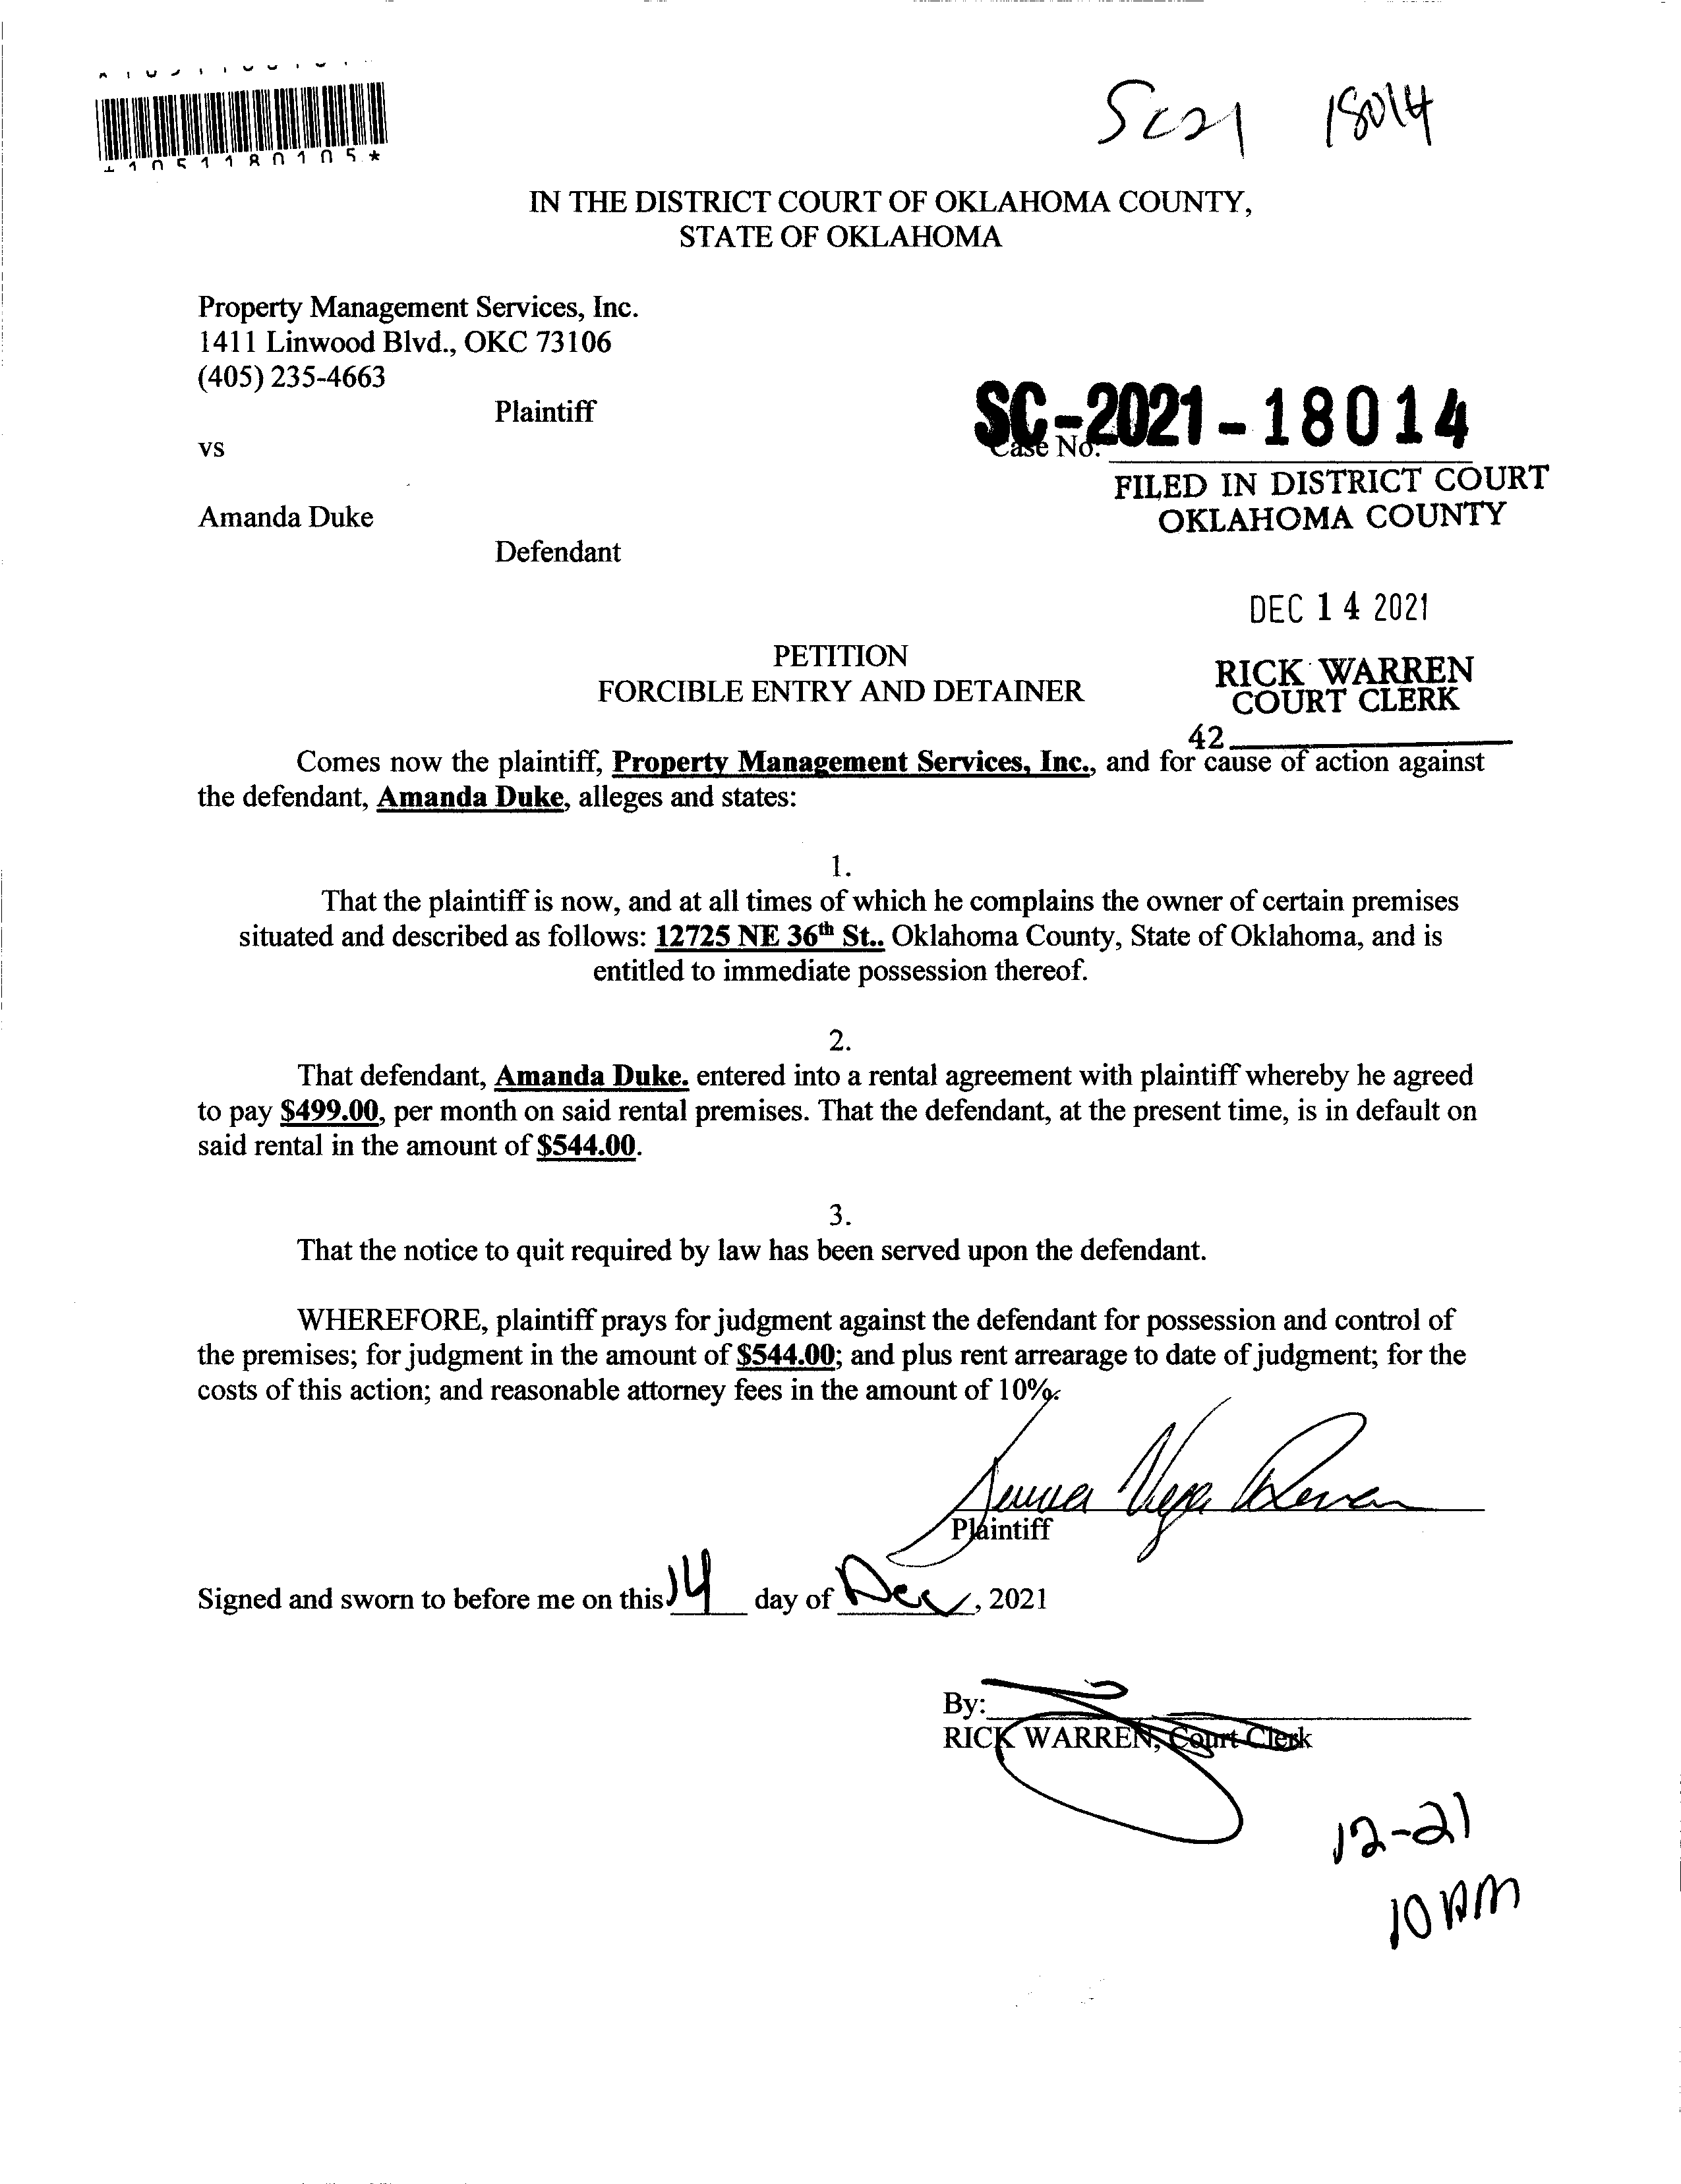 *1051180105*
SC21 18014
IN THE DISTRICT COURT OF OKLAHOMA COUNTY,
STATE OF OKLAHOMA
Property Management Services, Inc.
1411 Linwood Blvd., OKC 73106
(405) 235-4663
Plaintiff
SC-2021-18014
vs
Case No.
FILED IN DISTRICT COURT
OKLAHOMA COUNTY
Amanda Duke
Defendant
DEC 14 2021
PETITION
FORCIBLE ENTRY AND DETAINER
RICK WARREN
COURT CLERK
42
Comes now the plaintiff, Property Management Services, Inc., and for cause of action against
the defendant, Amanda Duke, alleges and states:
1.
That the plaintiff is now, and at all times of which he complains the owner of certain premises
situated and described as follows: 12725 NE 36th St.. Oklahoma County, State of Oklahoma, and is
entitled to immediate possession thereof.
2.
That defendant, Amanda Duke. entered into a rental agreement with plaintiff whereby he agreed
to pay $499.00, per month on said rental premises. That the defendant, at the present time, is in default on
said rental in the amount of $544.00.
3.
That the notice to quit required by law has been served upon the defendant.
WHEREFORE, plaintiff prays for judgment against the defendant for possession and control of
the premises; for judgment in the amount of $544.00; and plus rent arrearage to date of judgment; for the
costs of this action; and reasonable attorney fees in the amount of 10%.
Plaintiff
Signed and sworn to before me on this 14 day of Dec, 2021
By:
RICK WARREN, Court Clerk
12-21
10 AM